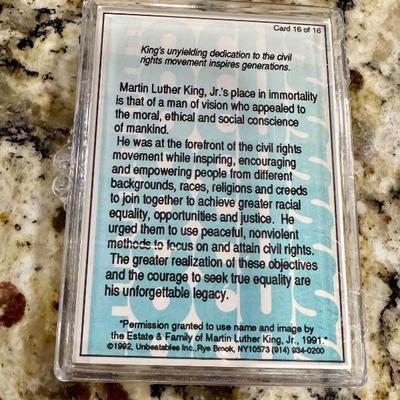 Card 16 of 16
King's unyielding dedication to the civil
rights movement inspires generations.
Martin Luther King, Jr.'s place in immortality
is that of a man of vision who appealed to
the moral, ethical and social conscience
of mankind.
He was at the forefront of the civil rights
movement while inspiring, encouraging
and empowering people from different
backgrounds, races, religions and creeds
to join together to achieve greater racial
equality, opportunities and justice. He
urged them to use peaceful, nonviolent
methods to focus on and attain civil rights.
The greater realization of these objectives
and the courage to seek true equality are
his unforgettable legacy.
"Permission granted to use name and image by
the Estate & Family of Martin Luther King, Jr., 1991."
©1992, Unbeatables Inc., Rye Brook, NY10573 (914) 934-0200